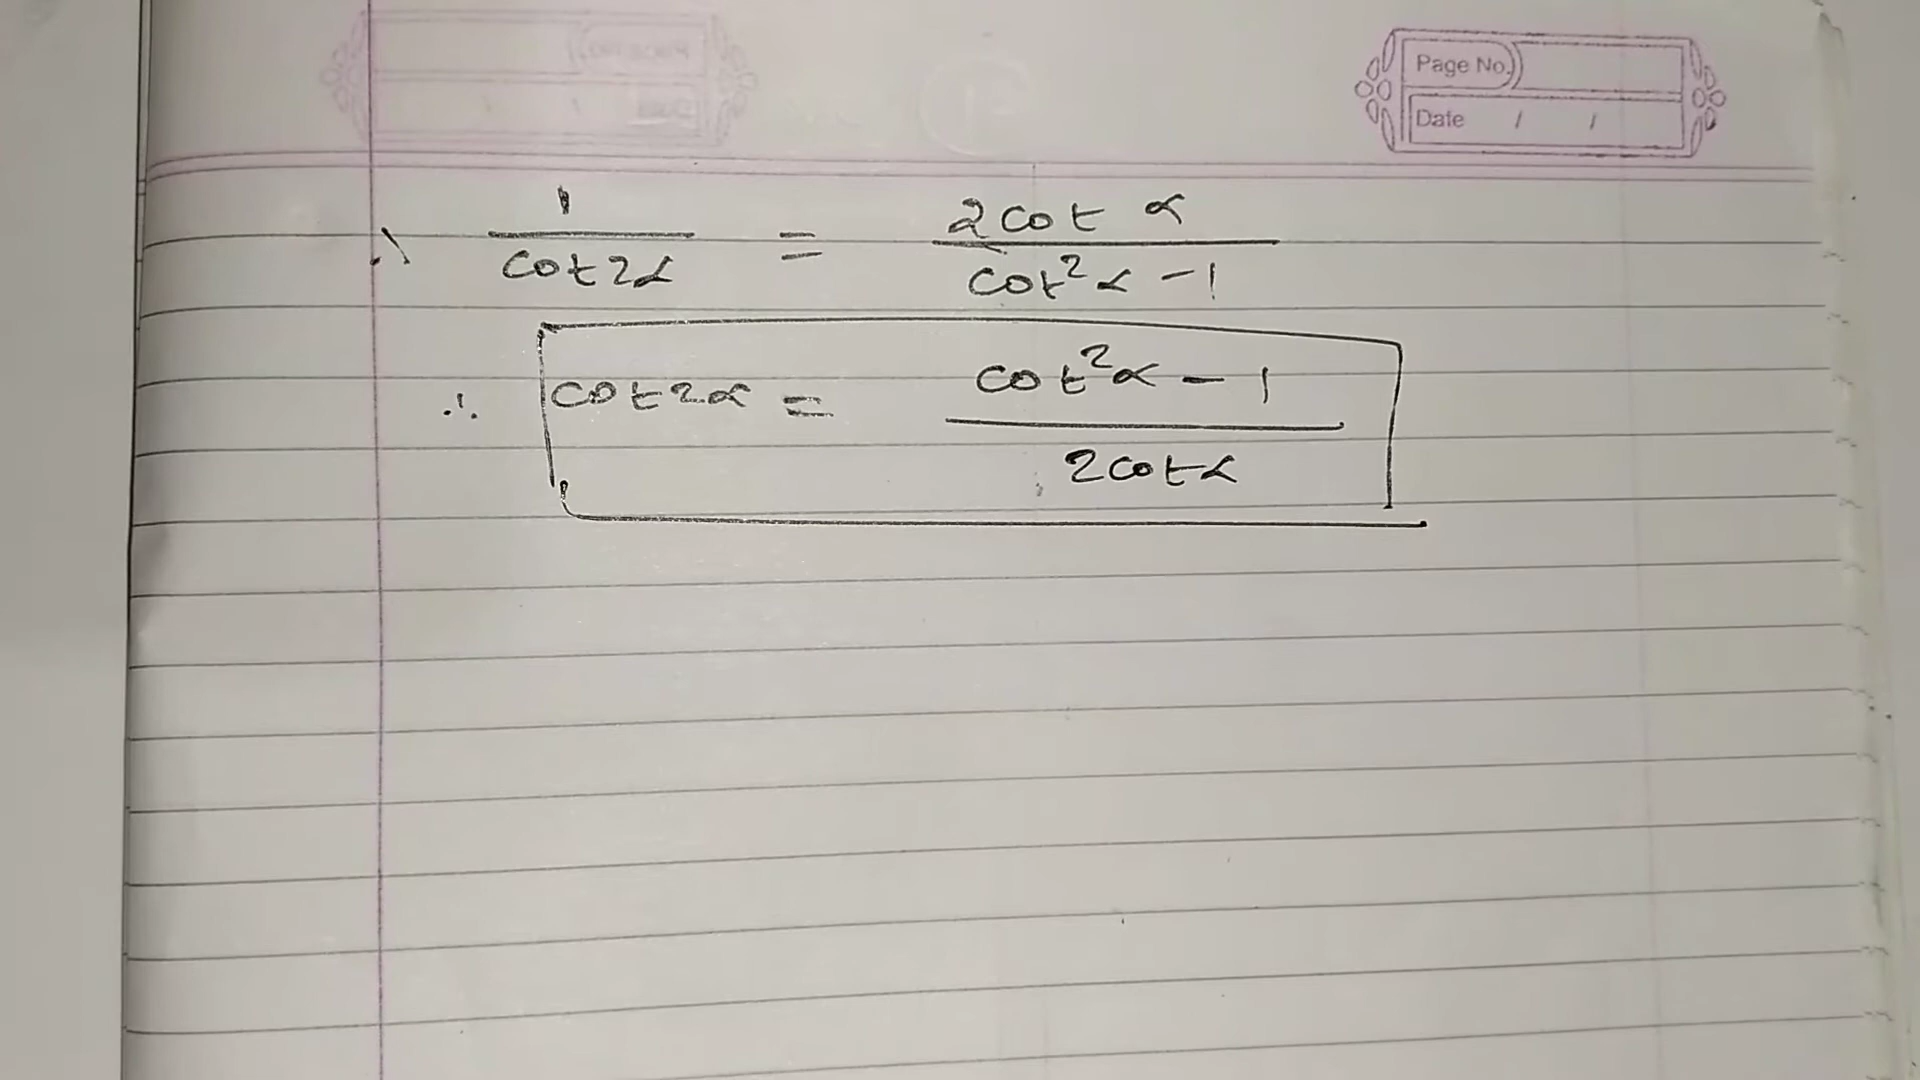 Page No.
Date / /
∴ 1/cot2α = 2cot α/cot²α - 1
∴ cot2α = cot²α - 1/2cotα